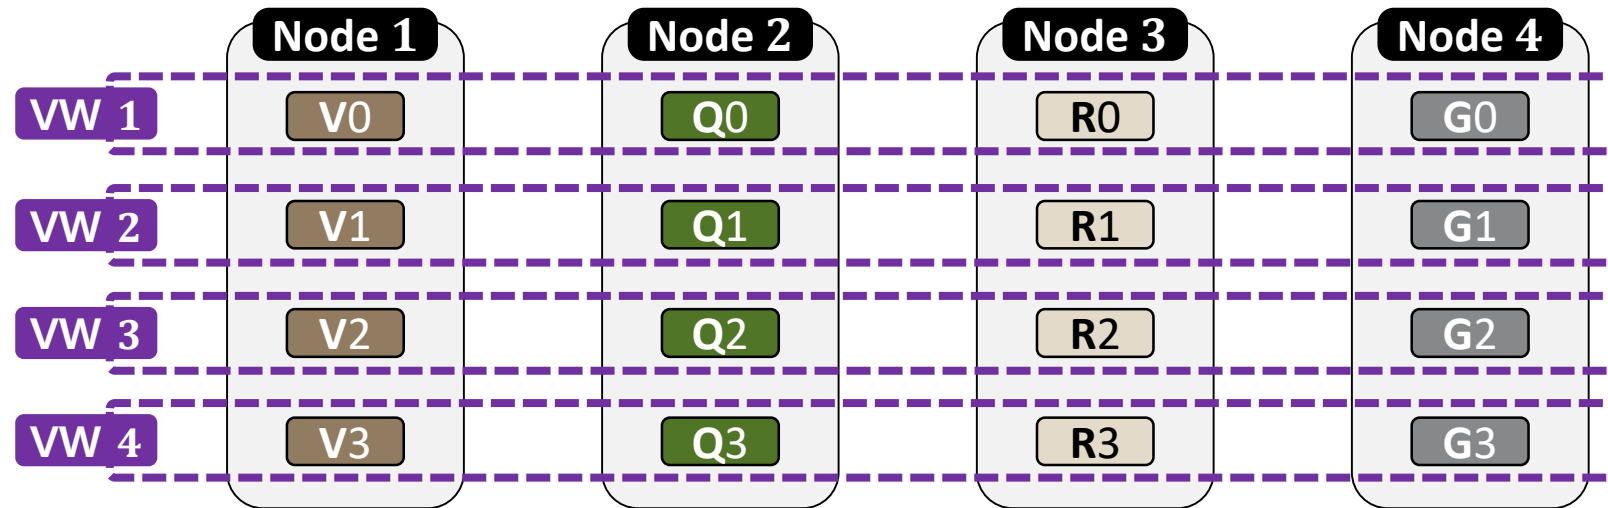 Node 1 Node 2 Node 3 Node 4
VW 1 V0 Q0 R0 G0
VW 2 V1 Q1 R1 G1
VW 3 V2 Q2 R2 G2
VW 4 V3 Q3 R3 G3